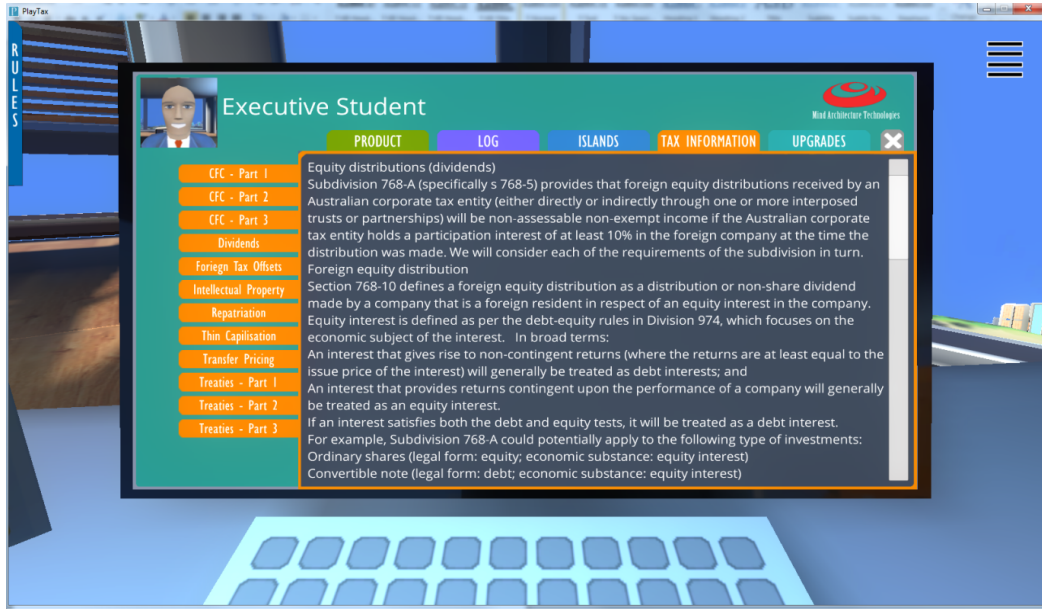 PlayTax
RULES
Executive Student
Mind Architecture Technologies
PRODUCT
LOG
ISLANDS
TAX INFORMATION
UPGRADES
CFC - Part 1
CFC - Part 2
CFC - Part 3
Dividends
Foriegn Tax Offsets
Intellectual Property
Repatriation
Thin Capilisation
Transfer Pricing
Treaties - Part 1
Treaties - Part 2
Treaties - Part 3
Equity distributions (dividends)
Subdivision 768-A (specifically s 768-5) provides that foreign equity distributions received by an
Australian corporate tax entity (either directly or indirectly through one or more interposed
trusts or partnerships) will be non-assessable non-exempt income if the Australian corporate
tax entity holds a participation interest of at least 10% in the foreign company at the time the
distribution was made. We will consider each of the requirements of the subdivision in turn.
Foreign equity distribution
Section 768-10 defines a foreign equity distribution as a distribution or non-share dividend
made by a company that is a foreign resident in respect of an equity interest in the company.
Equity interest is defined as per the debt-equity rules in Division 974, which focuses on the
economic subject of the interest. In broad terms:
An interest that gives rise to non-contingent returns (where the returns are at least equal to the
issue price of the interest) will generally be treated as debt interests; and
An interest that provides returns contingent upon the performance of a company will generally
be treated as an equity interest.
If an interest satisfies both the debt and equity tests, it will be treated as a debt interest.
For example, Subdivision 768-A could potentially apply to the following type of investments:
Ordinary shares (legal form: equity; economic substance: equity interest)
Convertible note (legal form: debt; economic substance: equity interest)